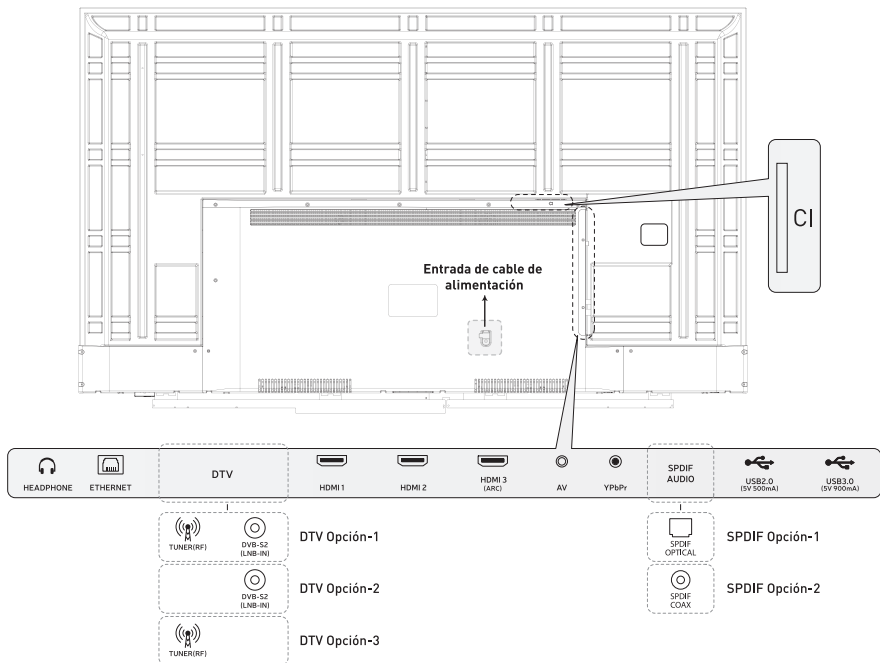 CI
Entrada de cable de
alimentación
HEADPHONE
ETHERNET
DTV
HDMI 1
HDMI 2
HDMI 3
(ARC)
AV
YPbPr
SPDIF
AUDIO
USB2.0
(5V 500mA)
USB3.0
(5V 900mA)
TUNER(RF)
DVB-S2
(LNB-IN)
DTV Opción-1
SPDIF
OPTICAL
SPDIF Opción-1
DVB-S2
(LNB-IN)
DTV Opción-2
SPDIF
COAX
SPDIF Opción-2
TUNER(RF)
DTV Opción-3